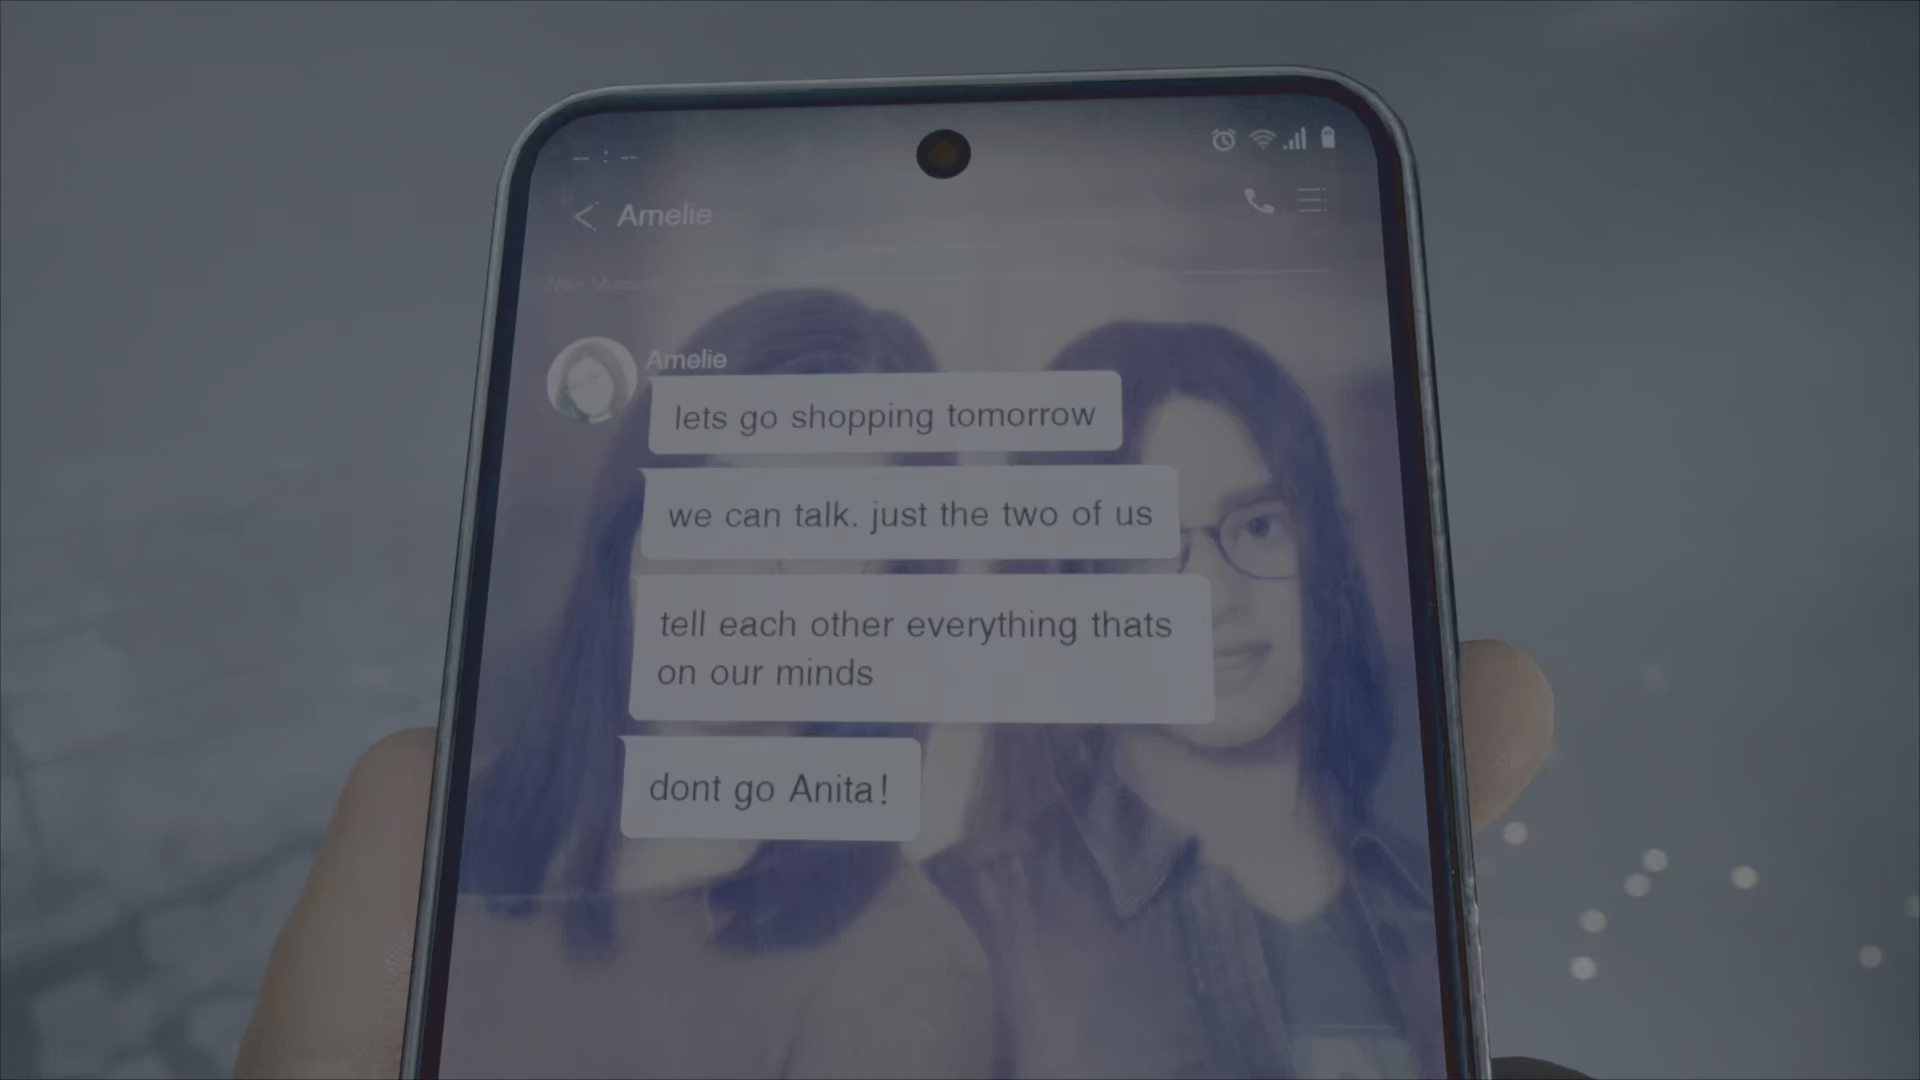 -- : --
< Amelie
Amelie
lets go shopping tomorrow
we can talk. just the two of us
tell each other everything thats
on our minds
dont go Anita!